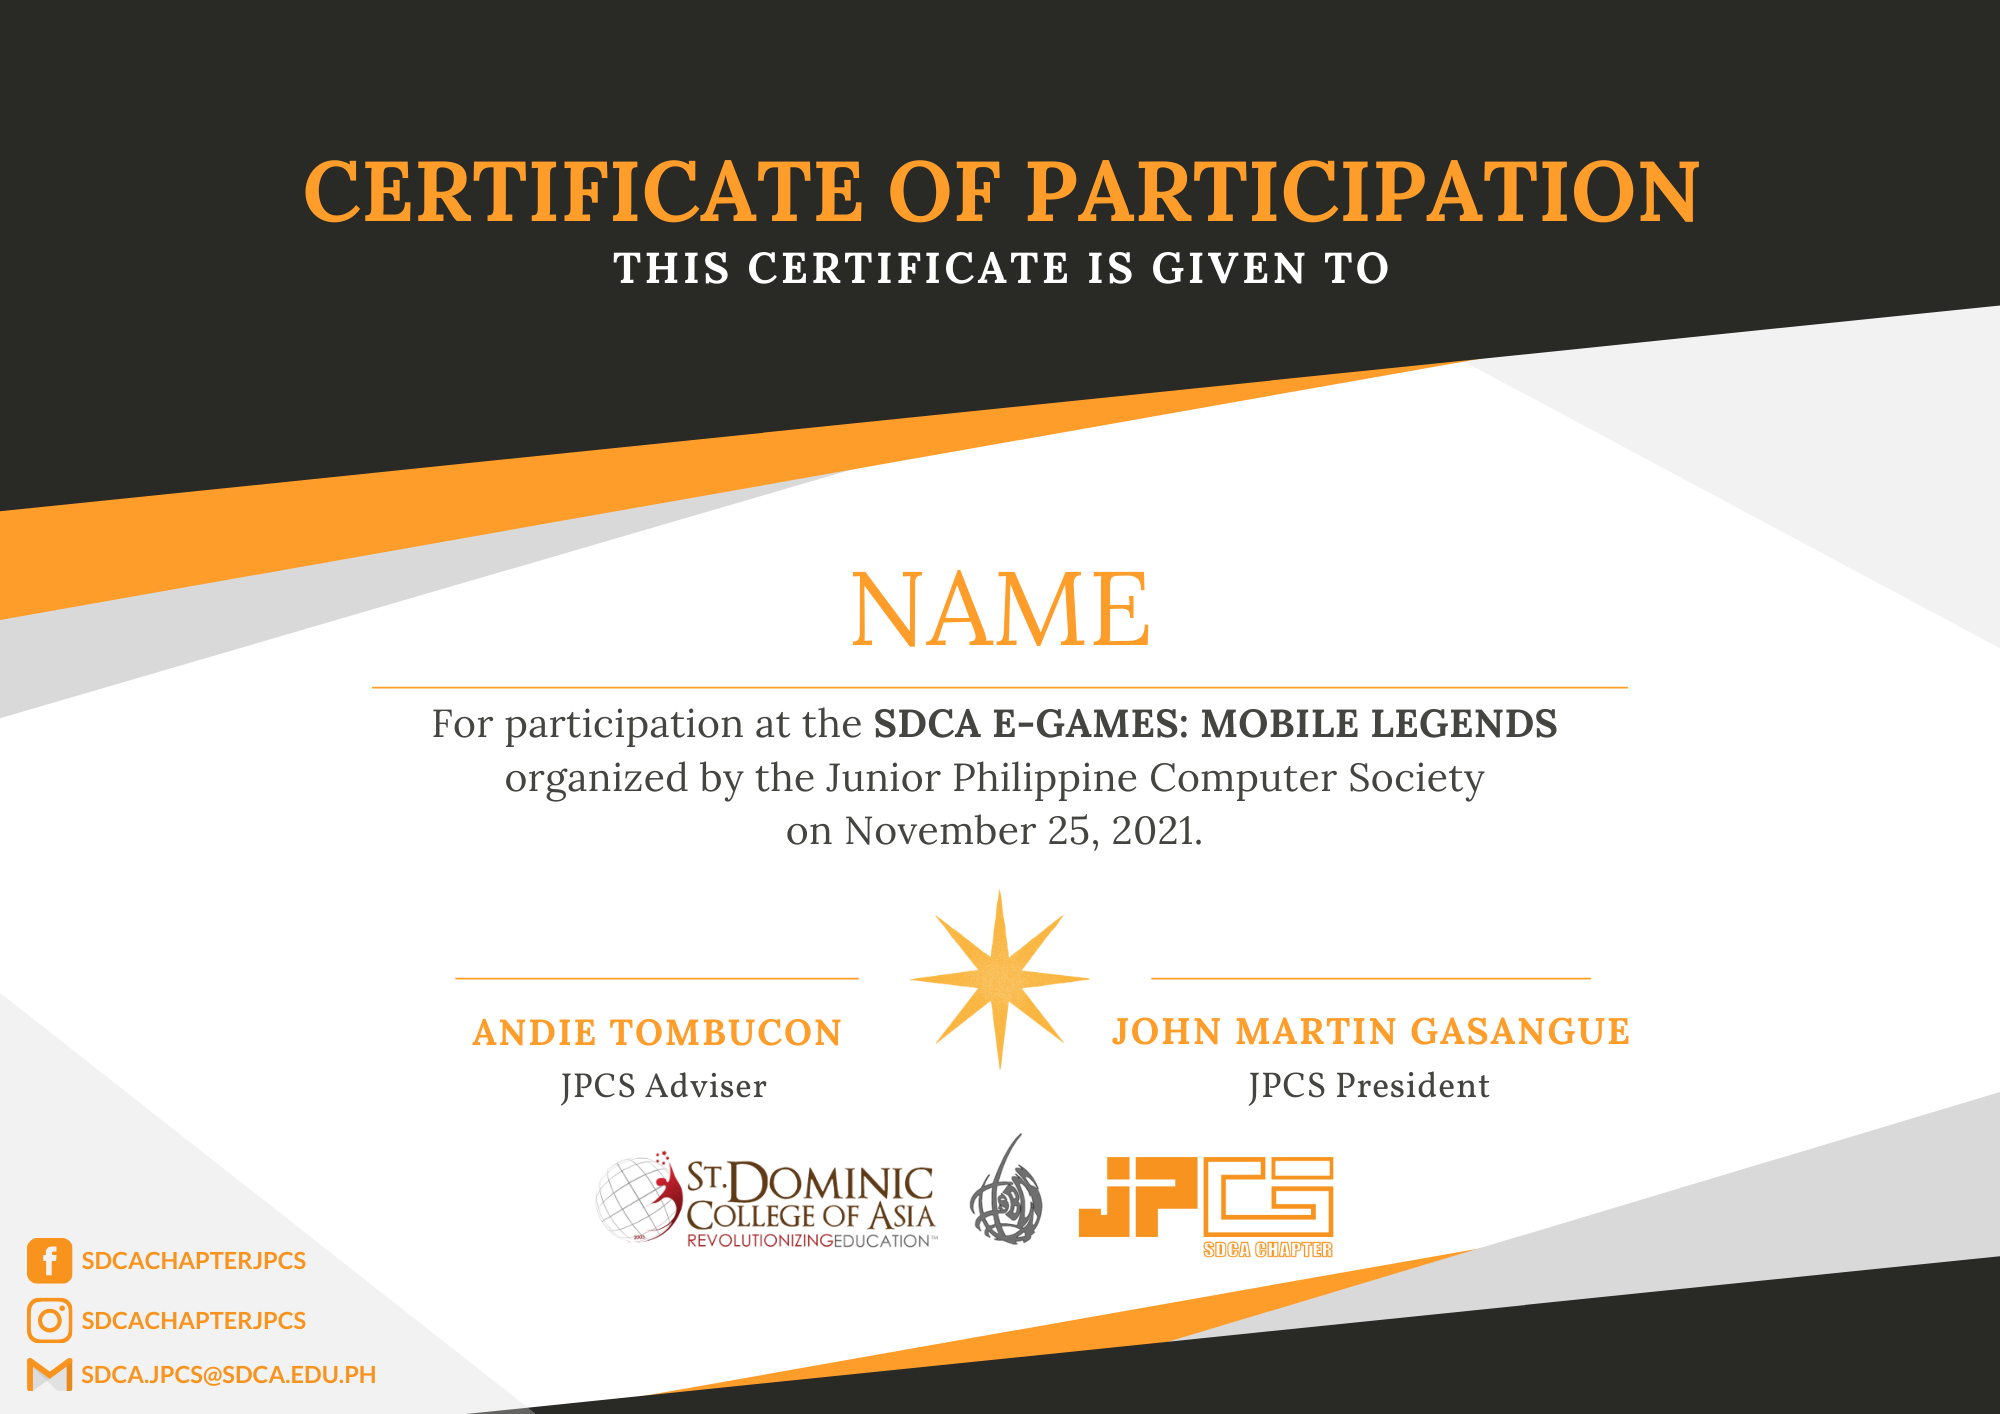 CERTIFICATE OF PARTICIPATION
THIS CERTIFICATE IS GIVEN TO
NAME
For participation at the SDCA E-GAMES: MOBILE LEGENDS
organized by the Junior Philippine Computer Society
on November 25, 2021.
ANDIE TOMBUCON
JPCS Adviser
JOHN MARTIN GASANGUE
JPCS President
ST. DOMINIC
COLLEGE OF ASIA
REVOLUTIONIZINGEDUCATION™
2003
JPCS
SDCA CHAPTER
SDCACHAPTERJPCS
SDCACHAPTERJPCS
SDCA.JPCS@SDCA.EDU.PH